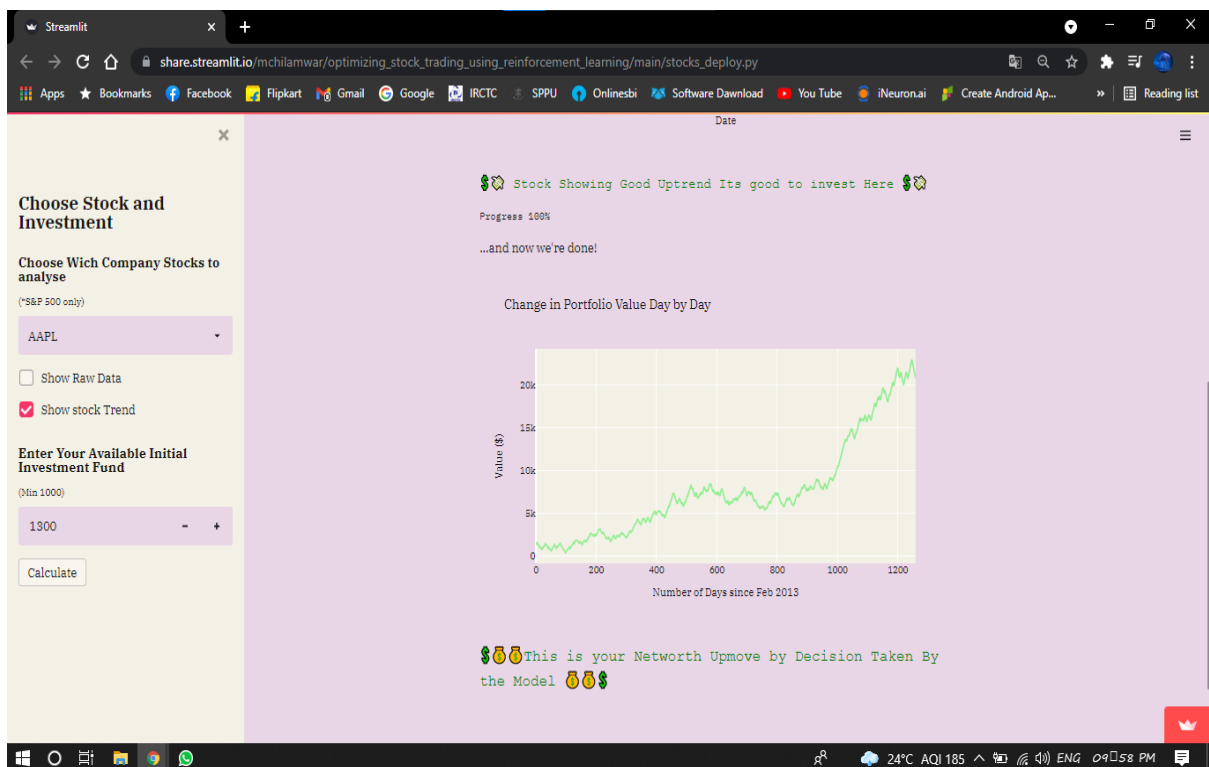 Streamlit
share.streamlit.io/mchilamwar/optimizing_stock_trading_using_reinforcement_learning/main/stocks_deploy.py
Apps Bookmarks Facebook Flipkart Gmail Google IRCTC SPPU Onlinesbi Software Dawnload You Tube iNeuron.ai Create Android Ap... » Reading list
Choose Stock and
Investment
Choose Wich Company Stocks to
analyse
(*S&P 500 only)
AAPL
Show Raw Data
Show stock Trend
Enter Your Available Initial
Investment Fund
(Min 1000)
1300 - +
Calculate
Date
Stock Showing Good Uptrend Its good to invest Here
Progress 100%
...and now we're done!
Change in Portfolio Value Day by Day
Value ($)
20k
15k
10k
5k
0
0 200 400 600 800 1000 1200
Number of Days since Feb 2013
This is your Networth Upmove by Decision Taken By
the Model
24°C AQI 185 ENG 09▯58 PM